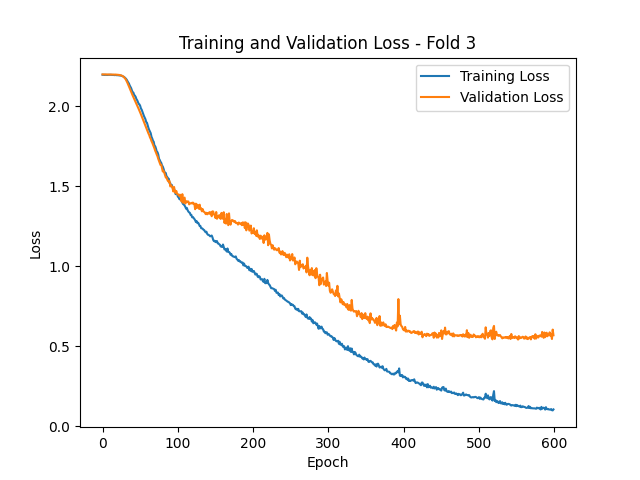 Training and Validation Loss - Fold 3
Training Loss
Validation Loss
2.0
1.5
1.0
0.5
0.0
Loss
0 100 200 300 400 500 600
Epoch